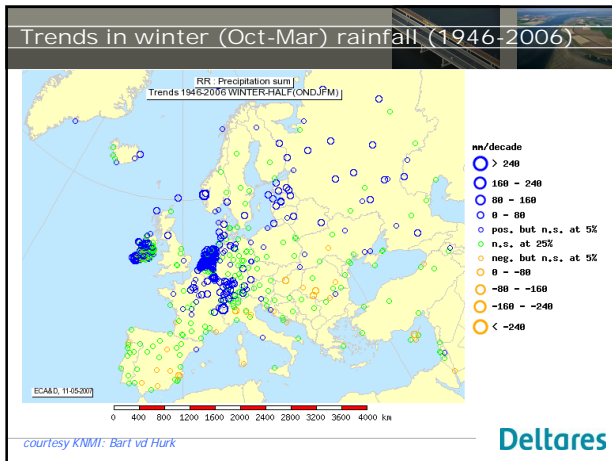 Trends in winter (Oct-Mar) rainfall (1946-2006)
RR : Precipitation sum
Trends 1946-2006 WINTER-HALF(ONDJFM)
mm/decade
> 240
160 - 240
80 - 160
0 - 80
pos. but n.s. at 5%
n.s. at 25%
neg. but n.s. at 5%
0 - -80
-80 - -160
-160 - -240
< -240
ECA&D, 11-05-2007
0 400 800 1200 1600 2000 2400 2800 3200 3600 4000 km
courtesy KNMI: Bart vd Hurk
Deltares